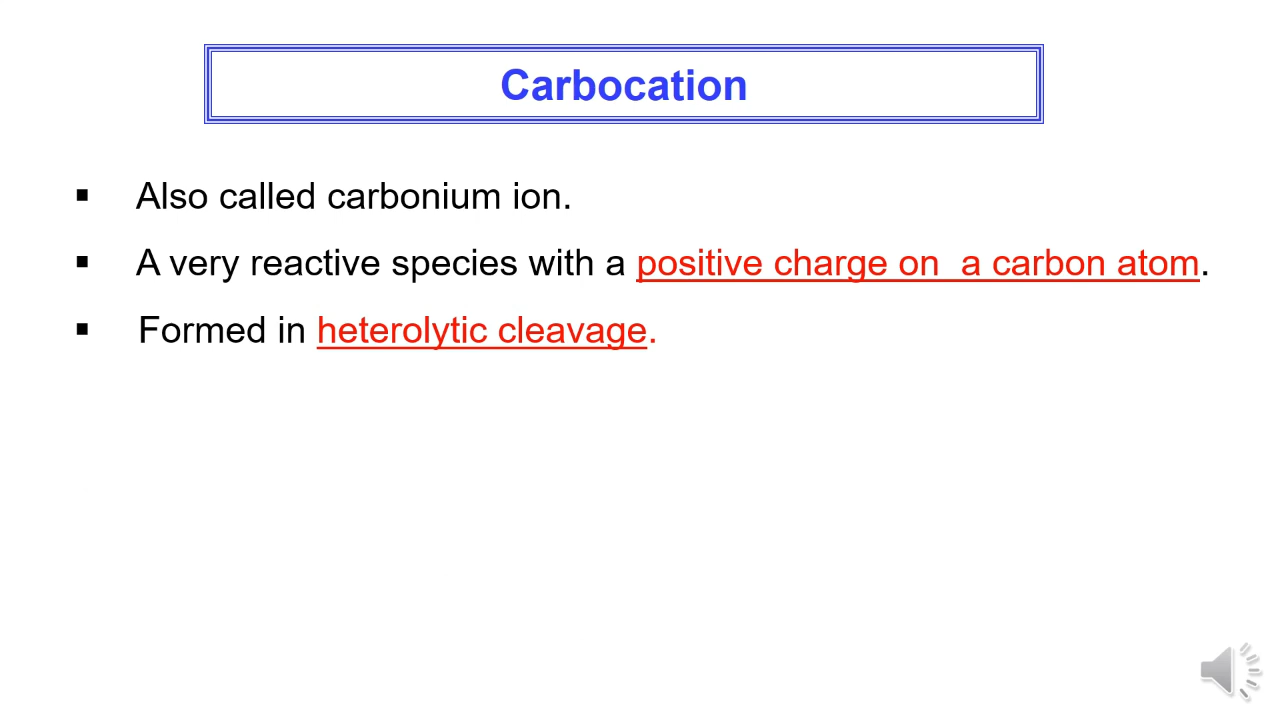 Carbocation
▪ Also called carbonium ion.
▪ A very reactive species with a positive charge on  a carbon atom.
▪ Formed in heterolytic cleavage.